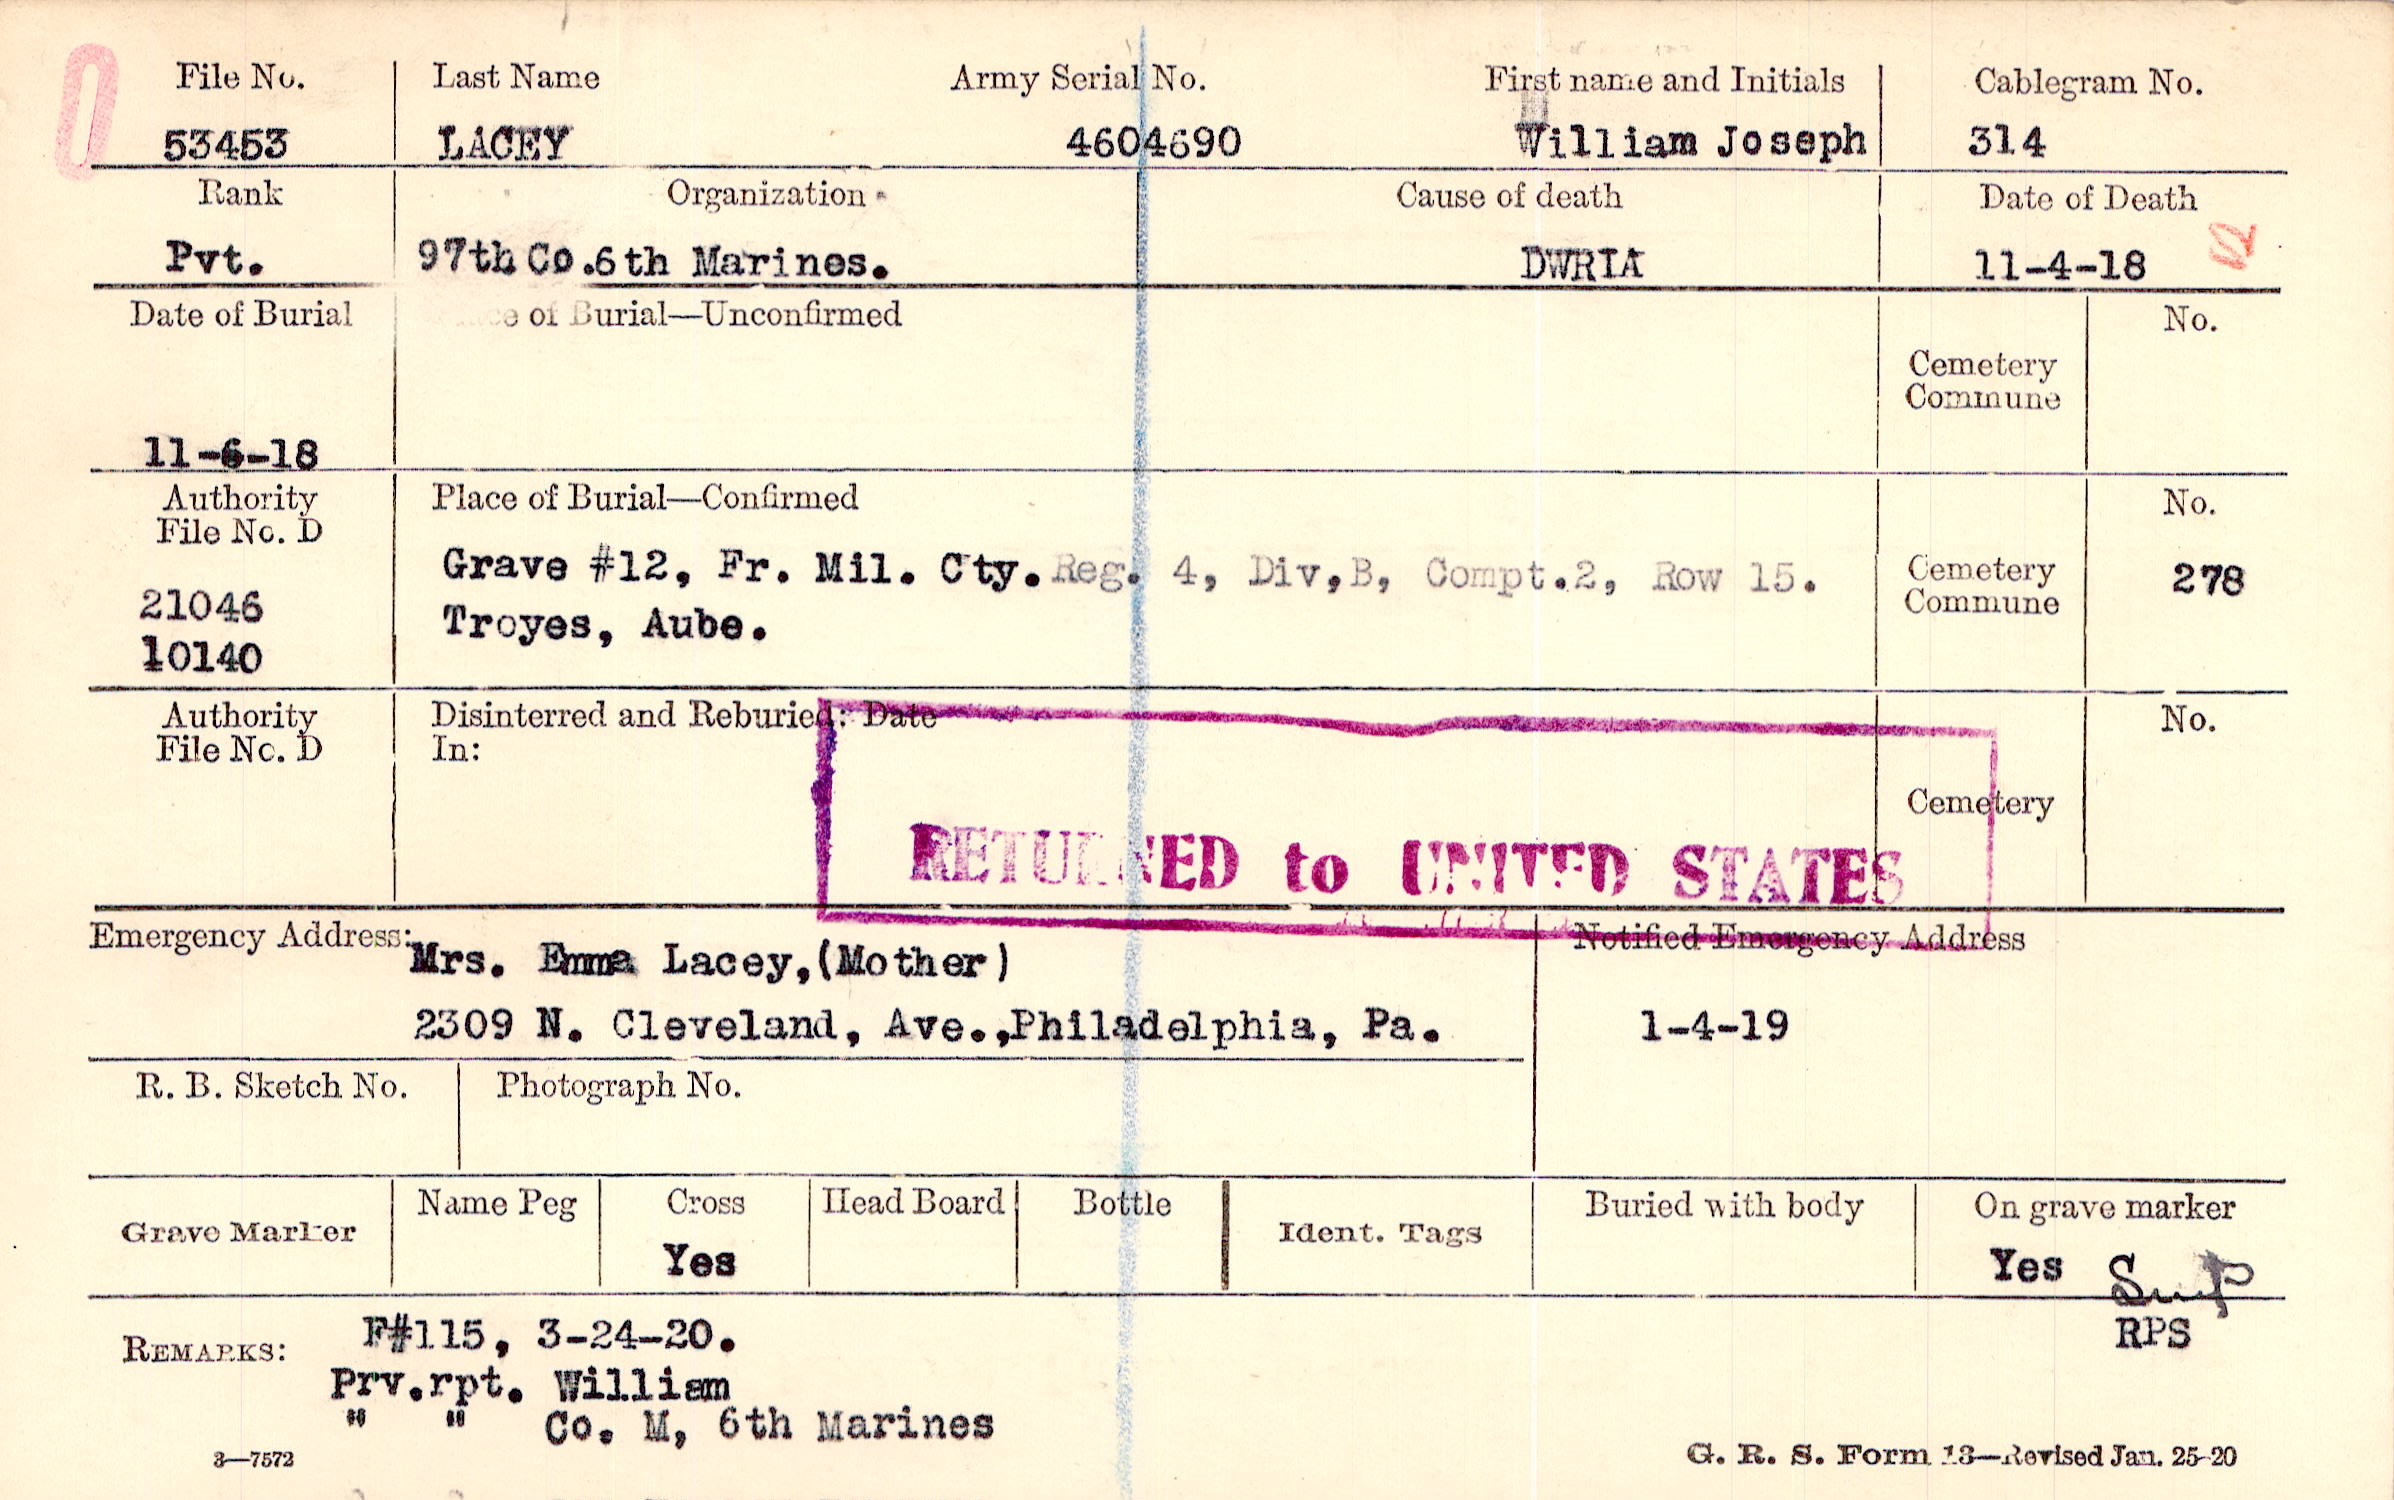 File No. Last Name Army Serial No. First name and Initials Cablegram No.
53453 LACEY 4604690 William Joseph 314
Rank Organization Cause of death Date of Death
Pvt. 97th Co.6th Marines. DWRIA 11-4-18
Date of Burial of Burial—Unconfirmed No.
Cemetery
Commune
11-6-18
Authority Place of Burial—Confirmed No.
File No. D
Grave #12, Fr. Mil. Cty. Reg. 4, Div,B, Compt.2, Row 15. Cemetery 278
21046 Troyes, Aube. Commune
10140
Authority Disinterred and Reburied: Date No.
File No. D In:
Cemetery
RETURNED to UNITED STATES
Emergency Address: Mrs. Emma Lacey,(Mother) Notified Emergency Address
2309 N. Cleveland, Ave.,Philadelphia, Pa. 1-4-19
R. B. Sketch No. Photograph No.
Grave Marker Name Peg Cross Head Board Bottle Ident. Tags Buried with body On grave marker
Yes Yes
RPS
REMARKS: F#115, 3-24-20.
Prv.rpt. William
" " Co. M, 6th Marines
3—7572 G. R. S. Form 13—Revised Jan. 25-20